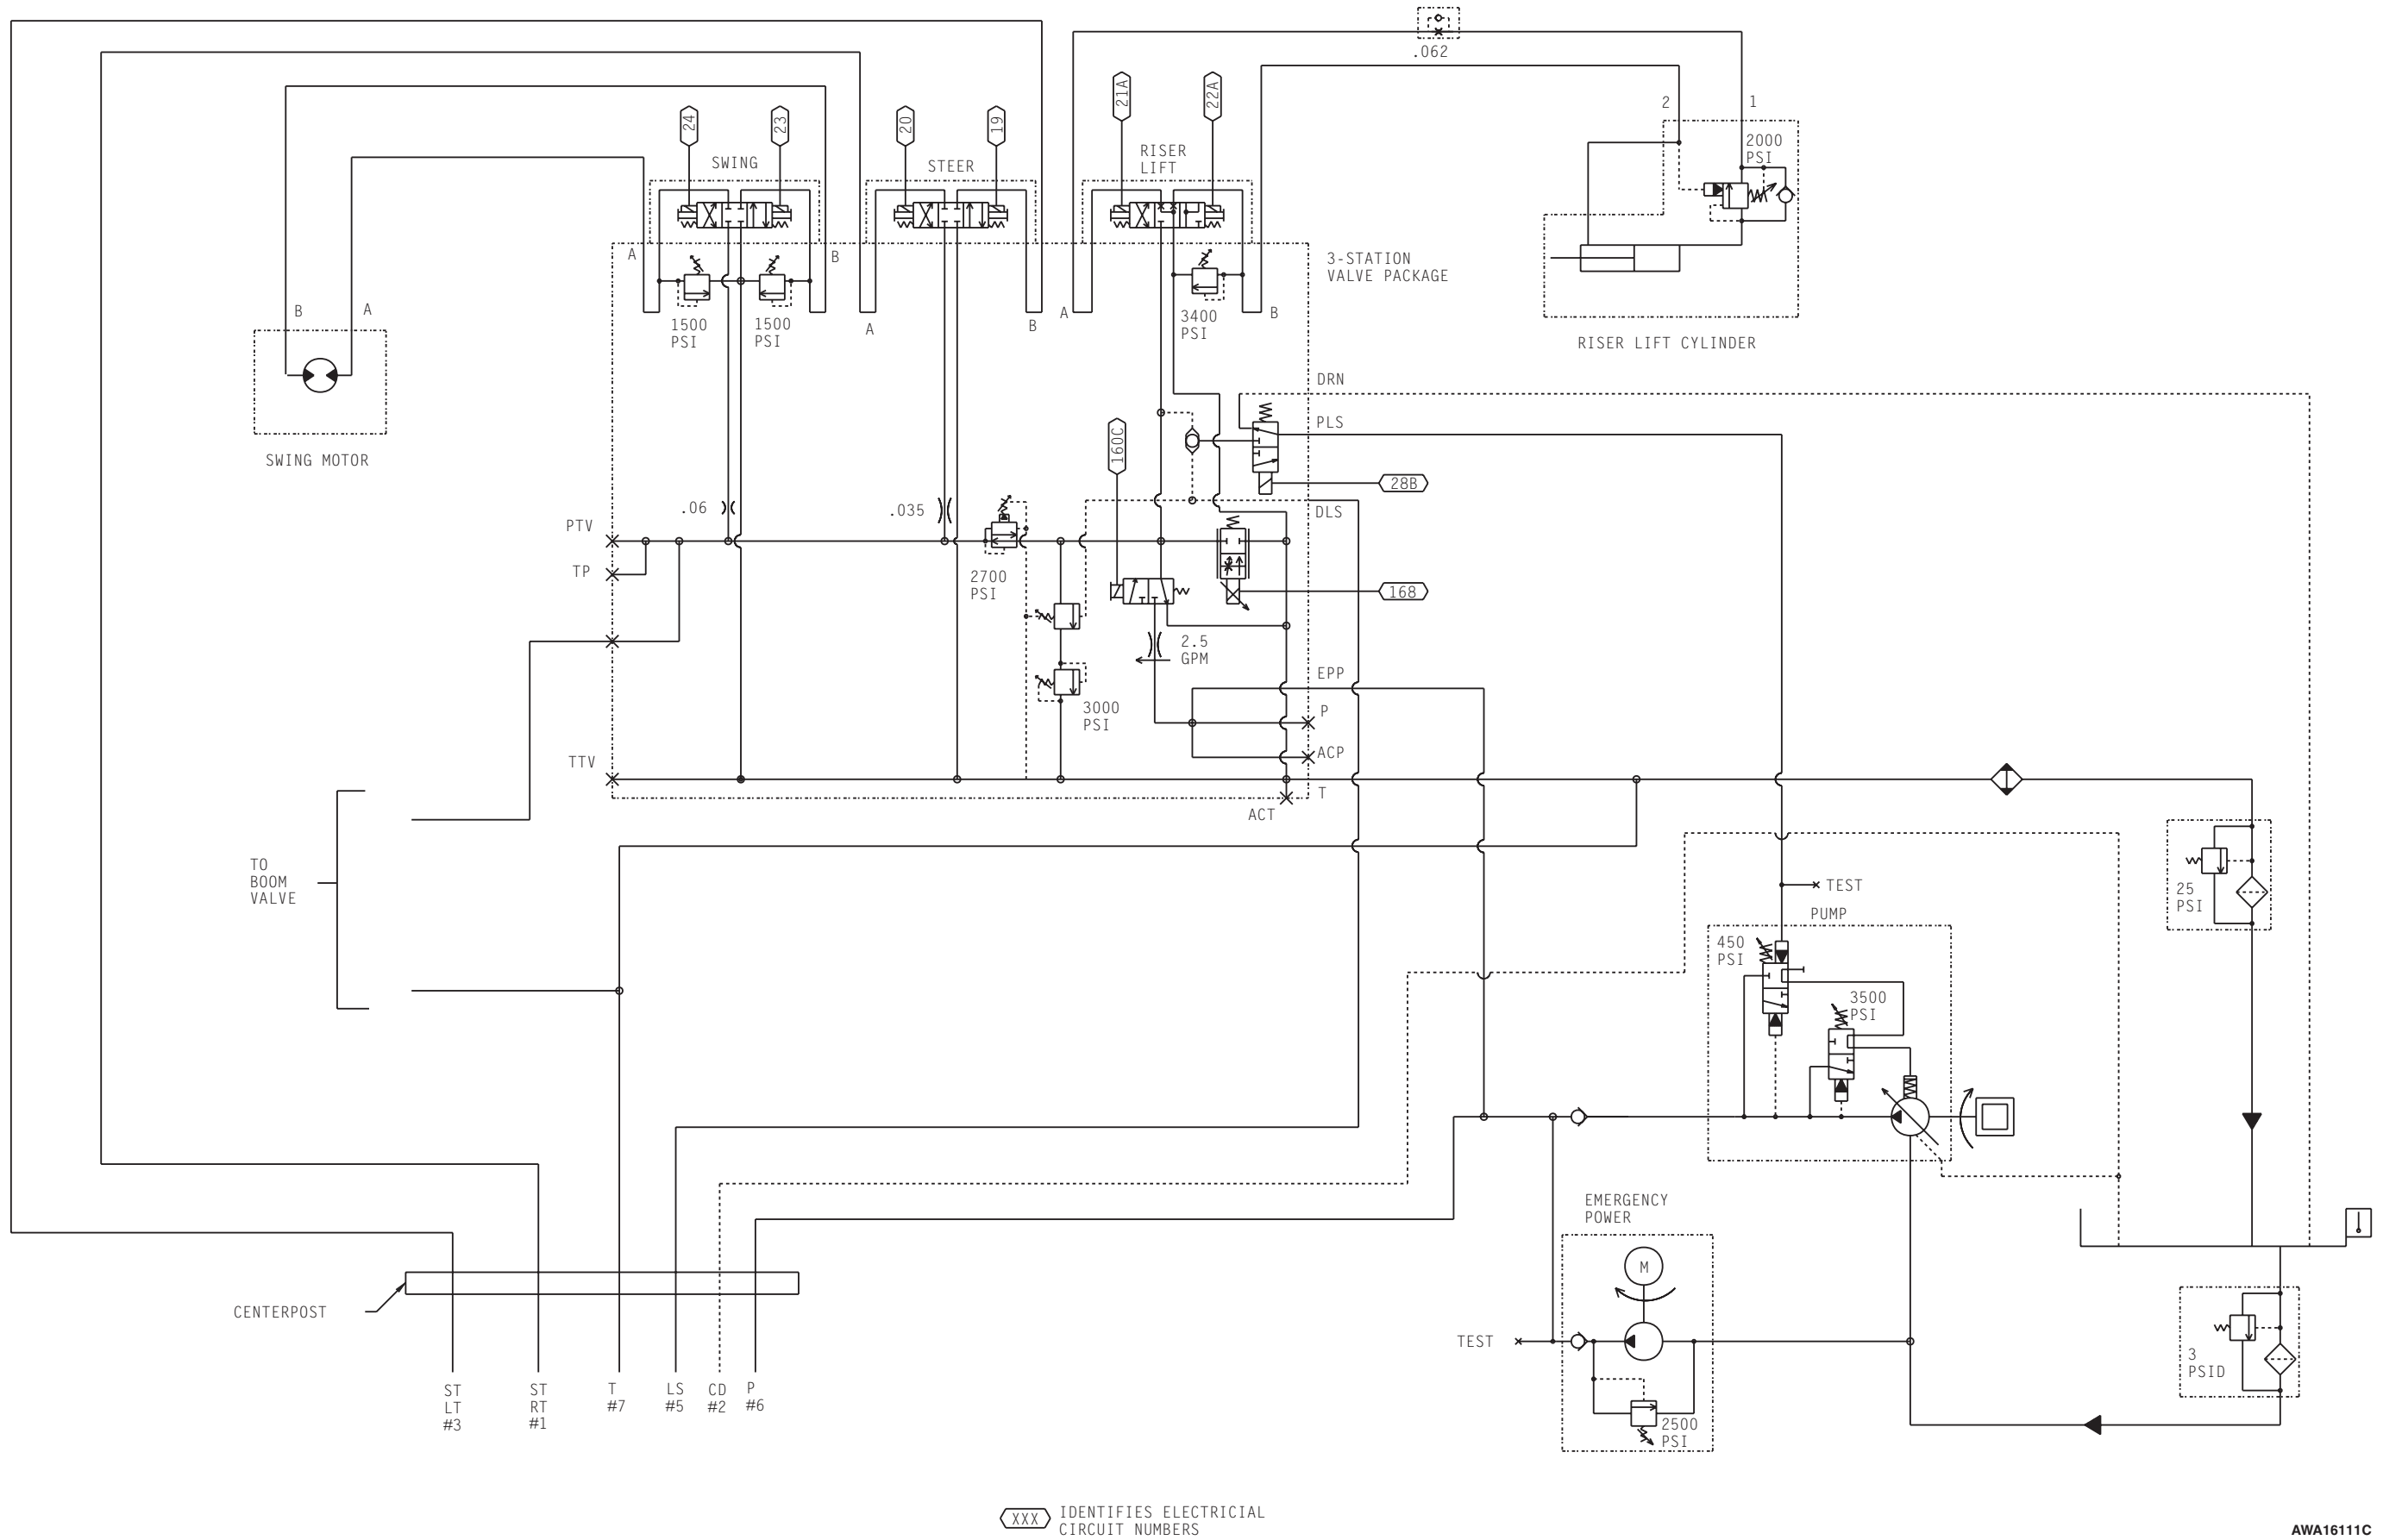 .062
21A
22A
2
1
24
23
20
19
2000
PSI
SWING
STEER
RISER
LIFT
A
B
3-STATION
VALVE PACKAGE
B
A
1500
PSI
1500
PSI
A
B
A
3400
PSI
B
RISER LIFT CYLINDER
DRN
PLS
SWING MOTOR
160C
28B
.06
.035
DLS
PTV
TP
2700
PSI
168
2.5
GPM
EPP
3000
PSI
P
ACP
TTV
T
ACT
TO
BOOM
VALVE
TEST
25
PSI
PUMP
450
PSI
3500
PSI
EMERGENCY
POWER
M
CENTERPOST
TEST
3
PSID
ST
LT
#3
ST
RT
#1
T
#7
LS
#5
CD
#2
P
#6
2500
PSI
XXX
IDENTIFIES ELECTRICIAL
CIRCUIT NUMBERS
AWA16111C